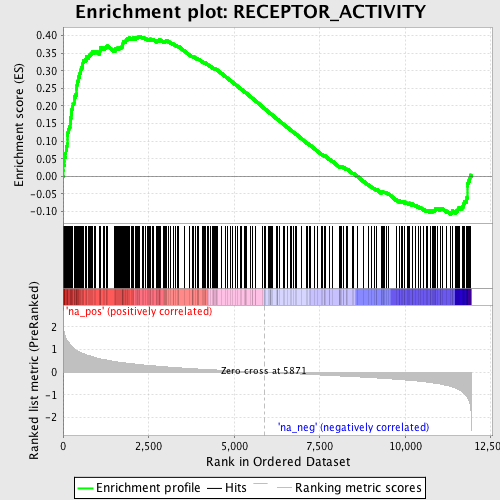 Enrichment plot: RECEPTOR_ACTIVITY
Enrichment score (ES)
0.40
0.35
0.30
0.25
0.20
0.15
0.10
0.05
0.00
-0.05
-0.10
'na_pos' (positively correlated)
Ranked list metric (PreRanked)
2
1
0
-1
-2
Zero cross at 5871
'na_neg' (negatively correlated)
0
2,500
5,000
7,500
10,000
12,500
Rank in Ordered Dataset
Enrichment profile
Hits
Ranking metric scores